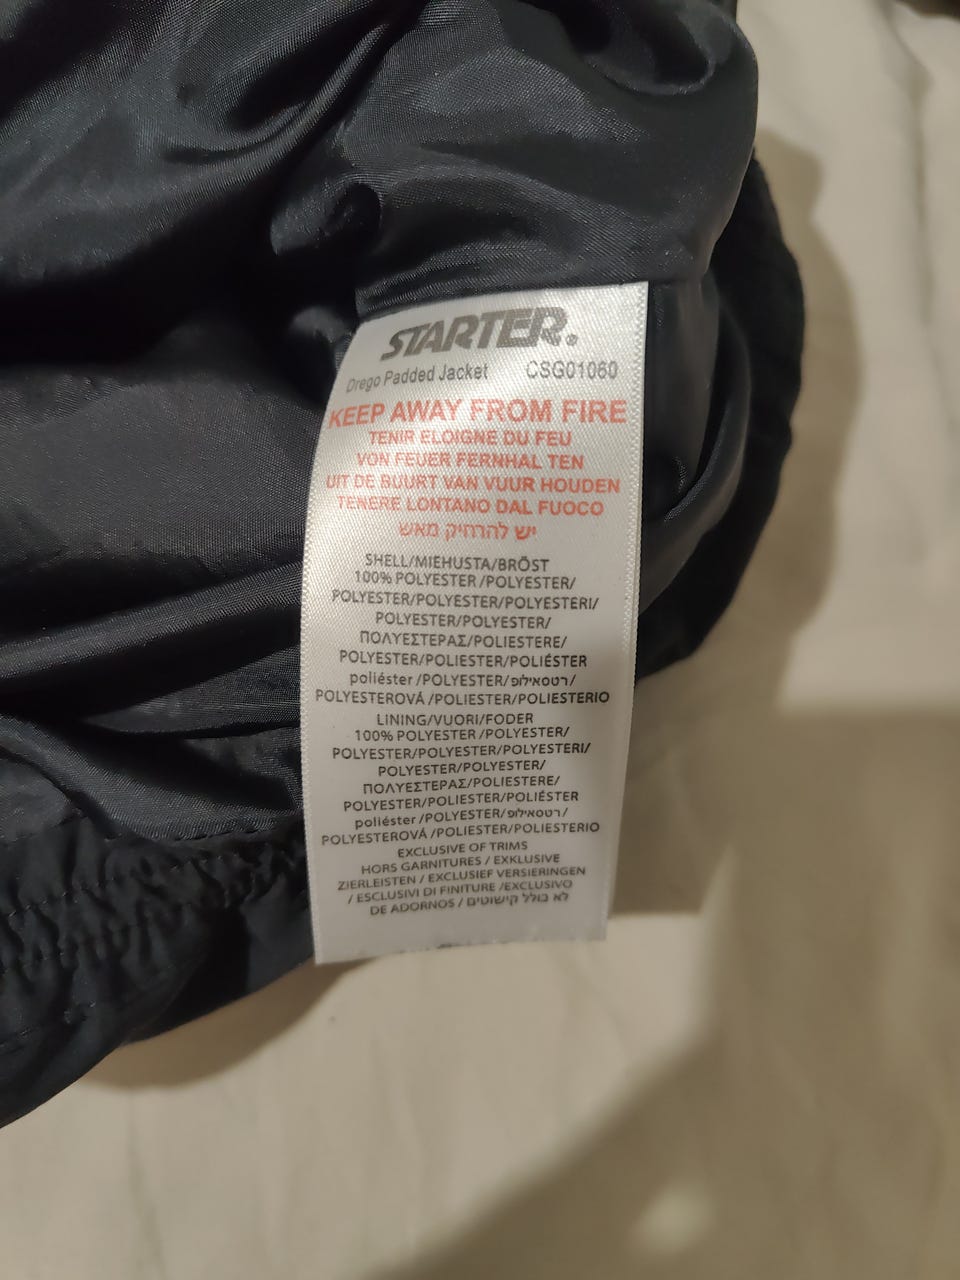 STARTER®
Drego Padded Jacket CSG01060
KEEP AWAY FROM FIRE
TENIR ELOIGNE DU FEU
VON FEUER FERNHAL TEN
UIT DE BUURT VAN VUUR HOUDEN
TENERE LONTANO DAL FUOCO
יש להרחיק מאש
SHELL/MIEHUSTA/BRÖST
100% POLYESTER /POLYESTER/
POLYESTER/POLYESTER/POLYESTERI/
POLYESTER/POLYESTER/
ΠΟΛΥΕΣΤΕΡΑΣ/POLIESTERE/
POLYESTER/POLIESTER/POLIÉSTER
poliéster /POLYESTER/רטסאילופ/
POLYESTEROVÁ /POLIESTER/POLIESTERIO
LINING/VUORI/FODER
100% POLYESTER /POLYESTER/
POLYESTER/POLYESTER/POLYESTERI/
POLYESTER/POLYESTER/
ΠΟΛΥΕΣΤΕΡΑΣ/POLIESTERE/
POLYESTER/POLIESTER/POLIÉSTER
poliéster /POLYESTER/רטסאילופ/
POLYESTEROVÁ /POLIESTER/POLIESTERIO
EXCLUSIVE OF TRIMS
HORS GARNITURES / EXKLUSIVE
ZIERLEISTEN / EXCLUSIEF VERSIERINGEN
/ ESCLUSIVI DI FINITURE /EXCLUSIVO
DE ADORNOS / לא כולל קישוטים